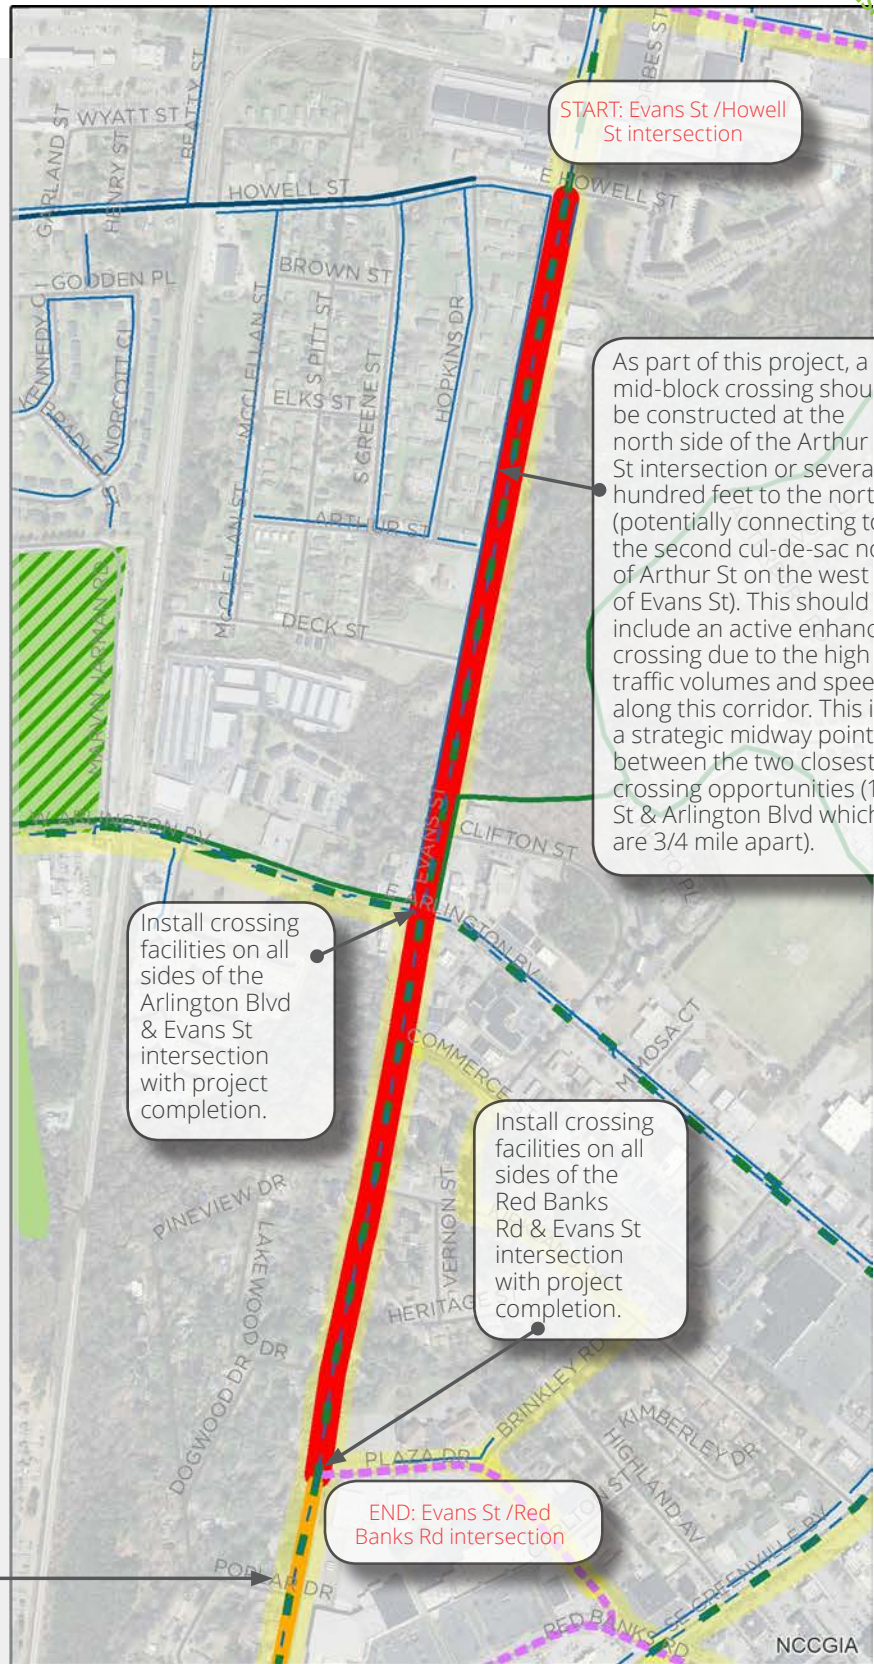 START: Evans St /Howell
St intersection
WYATT ST
BEATTY ST
GARLAND ST
HENRY ST
HOWELL ST
E HOWELL ST
GOODEN PL
BROWN ST
MCCLELLAN ST
S PITT ST
S GREENE ST
HOPKINS DR
NORCOTT CI
ELKS ST
ARTHUR ST
MCCLELLAN ST
DECK ST
As part of this project, a
mid-block crossing shou
be constructed at the
north side of the Arthur
St intersection or severa
hundred feet to the nort
(potentially connecting to
the second cul-de-sac no
of Arthur St on the west
of Evans St). This should
include an active enhanc
crossing due to the high
traffic volumes and spee
along this corridor. This i
a strategic midway point
between the two closest
crossing opportunities (1
St & Arlington Blvd which
are 3/4 mile apart).
W ARLINGTON BV
EVANS ST
CLIFTON ST
E ARLINGTON BV
Install crossing
facilities on all
sides of the
Arlington Blvd
& Evans St
intersection
with project
completion.
COMMERCE
MIMOSA CT
Install crossing
facilities on all
sides of the
Red Banks
Rd & Evans St
intersection
with project
completion.
PINEVIEW DR
LAKEWOOD
DR
VERNON ST
HERITAGE
DOGWOOD DR
BRINKLEY RD
PLAZA DR
KIMBERLEY DR
HIGHLAND AV
END: Evans St /Red
Banks Rd intersection
POPLAR DR
SE GREENVILLE BV
RED BANKS RD
NCCGIA